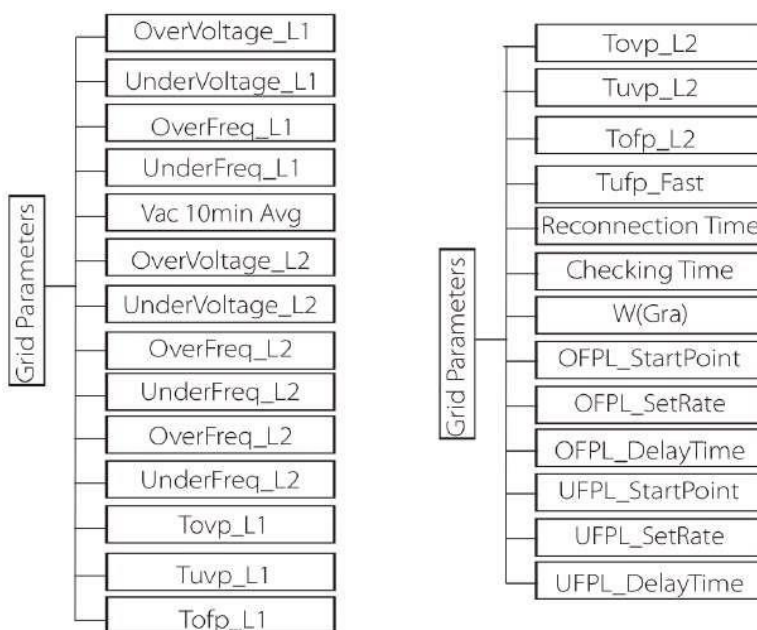 Grid Parameters
OverVoltage_L1
UnderVoltage_L1
OverFreq_L1
UnderFreq_L1
Vac 10min Avg
OverVoltage_L2
UnderVoltage_L2
OverFreq_L2
UnderFreq_L2
OverFreq_L2
UnderFreq_L2
Tovp_L1
Tuvp_L1
Tofp_L1
Grid Parameters
Tovp_L2
Tuvp_L2
Tofp_L2
Tufp_Fast
Reconnection Time
Checking Time
W(Gra)
OFPL_StartPoint
OFPL_SetRate
OFPL_DelayTime
UFPL_StartPoint
UFPL_SetRate
UFPL_DelayTime